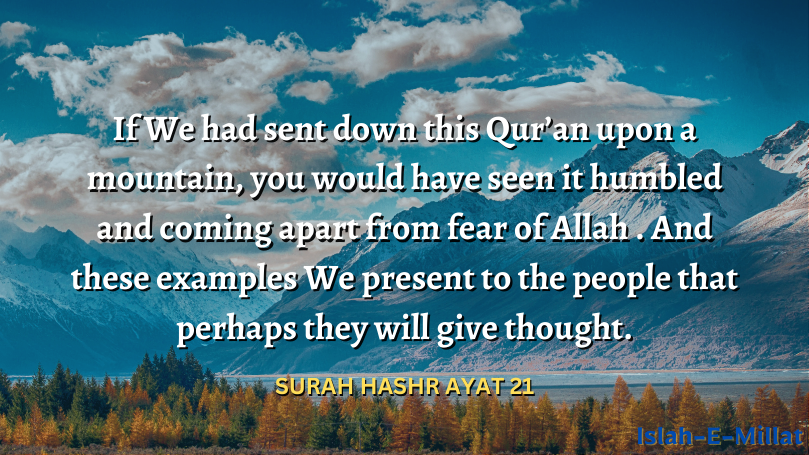 If We had sent down this Qur’an upon a
mountain, you would have seen it humbled
and coming apart from fear of Allah . And
these examples We present to the people that
perhaps they will give thought.
SURAH HASHR AYAT 21
Islah-E-Millat